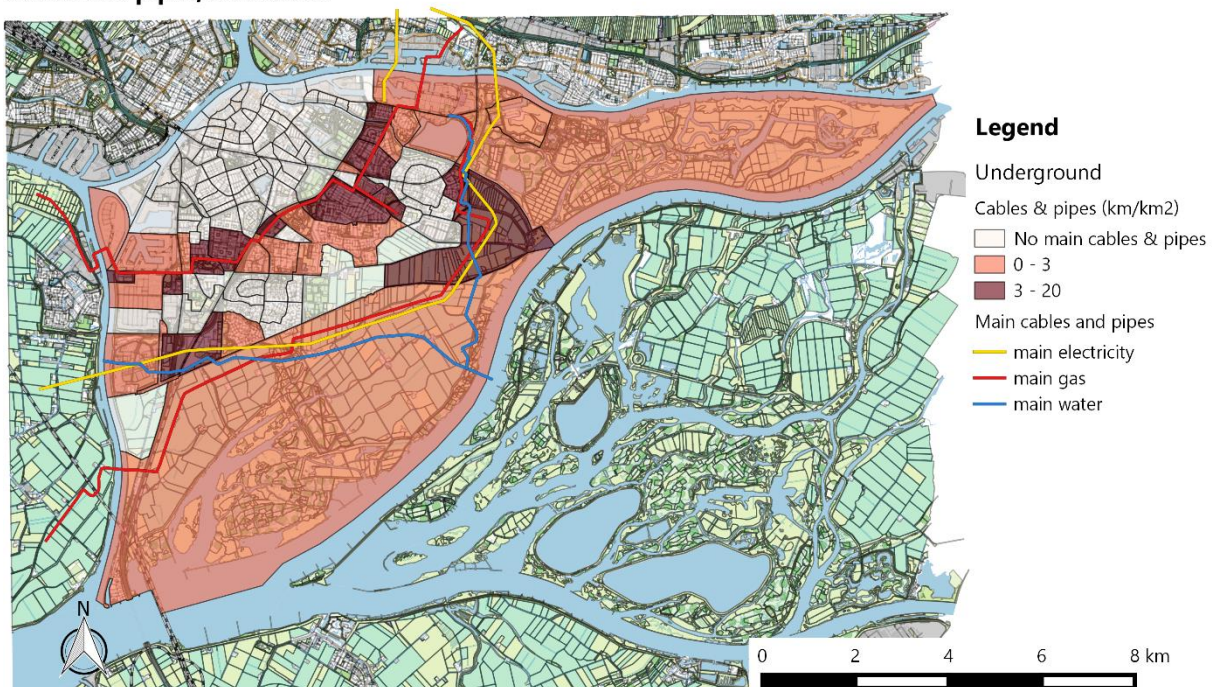 Legend
Underground
Cables & pipes (km/km2)
No main cables & pipes
0 - 3
3 - 20
Main cables and pipes
main electricity
main gas
main water
N
0 2 4 6 8 km